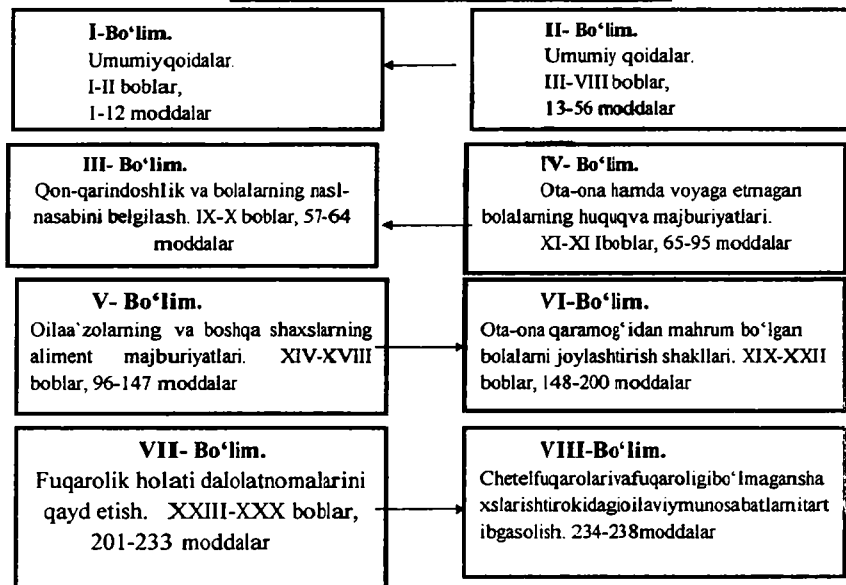 I-Bo‘lim.
Umumiy qoidalar.
I-II boblar,
1-12 moddalar
II- Bo‘lim.
Umumiy qoidalar.
III-VIII boblar,
13-56 moddalar
III- Bo‘lim.
Qon-qarindoshlik va bolalarning nasl-
nasabini belgilash. IX-X boblar, 57-64
moddalar
IV- Bo‘lim.
Ota-ona hamda voyaga etmagan
bolalarning huquqva majburiyatlari.
XI-XI Iboblar, 65-95 moddalar
V- Bo‘lim.
Oilaa`zolarning va boshqa shaxslarning
aliment majburiyatlari. XIV-XVIII
boblar, 96-147 moddalar
VI-Bo‘lim.
Ota-ona qaramog‘idan mahrum bo‘lgan
bolalarni joylashtirish shakllari. XIX-XXII
boblar, 148-200 moddalar
VII- Bo‘lim.
Fuqarolik holati dalolatnomalarini
qayd etish. XXIII-XXX boblar,
201-233 moddalar
VIII-Bo‘lim.
Chetelfuqarolarivafuqaroligibo‘lmagansha
xslarishtirokidagioilaviymunosabatlarnitart
ibgasolish. 234-238moddalar